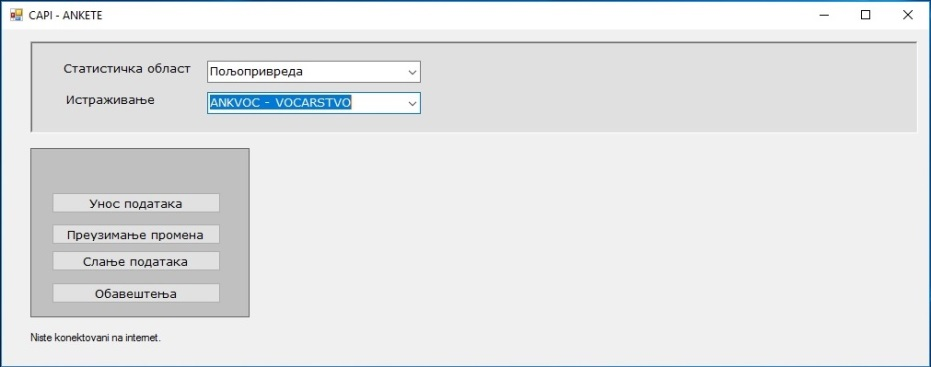 CAPI - ANKETE
Статистичка област Пољопривреда
Истраживање ANKVOC - VOCARSTVO
Унос података
Преузимање промена
Слање података
Обавештења
Niste konektovani na internet.